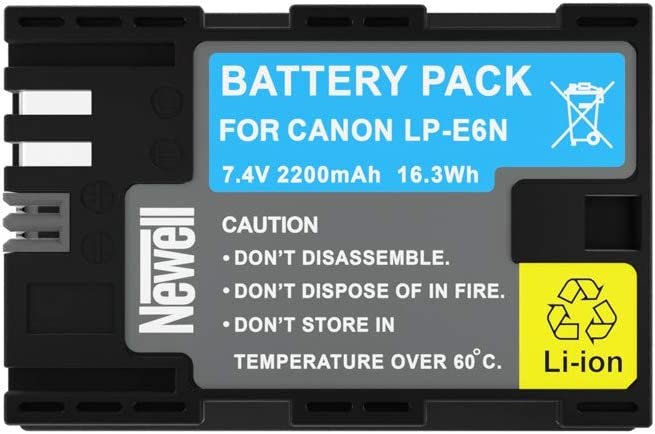 BATTERY PACK
FOR CANON LP-E6N
7.4V 2200mAh 16.3Wh
Newell
CAUTION
• DON'T DISASSEMBLE.
• DON'T DISPOSE OF IN FIRE.
• DON'T STORE IN
TEMPERATURE OVER 60°C.
Li-ion